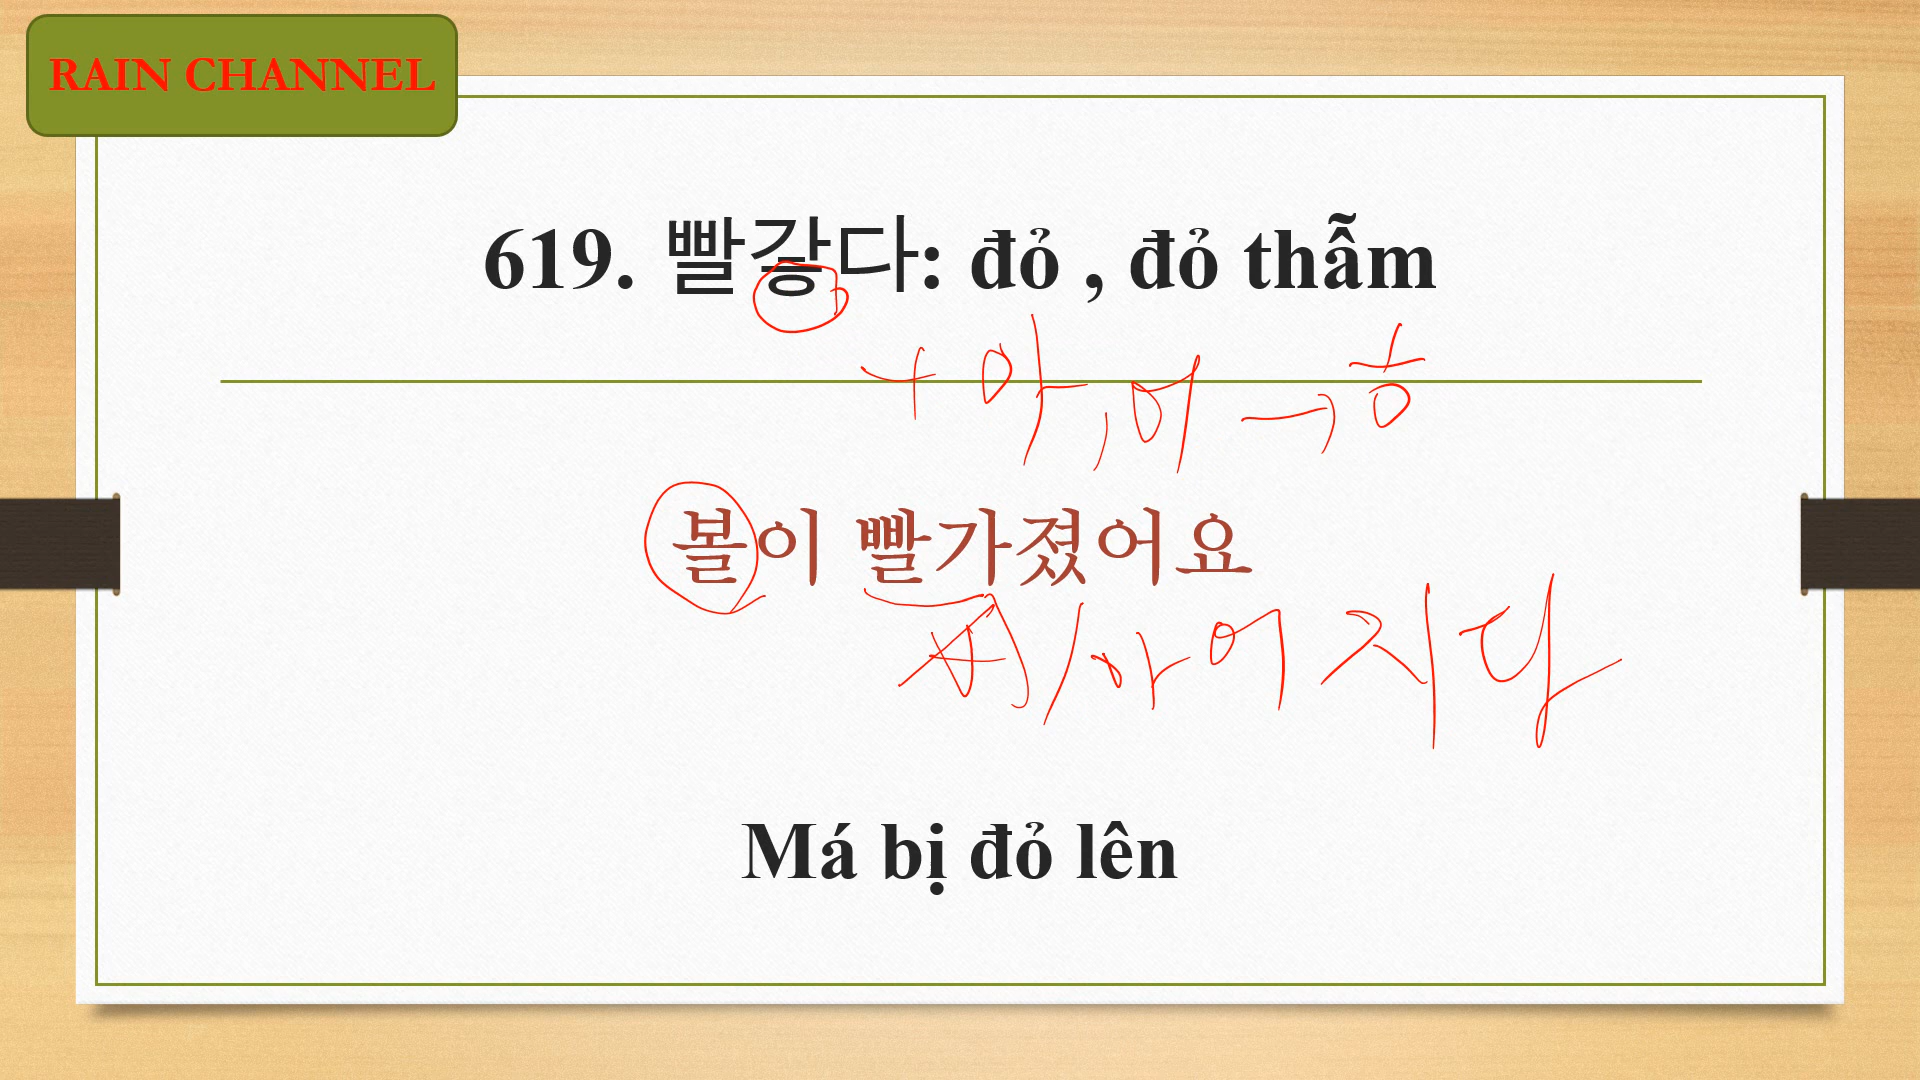 RAIN CHANNEL
619. 빨갛다: đỏ , đỏ thẫm
+ 아, 어 → ㅎ
볼이 빨가졌어요
/아어 지다
Má bị đỏ lên